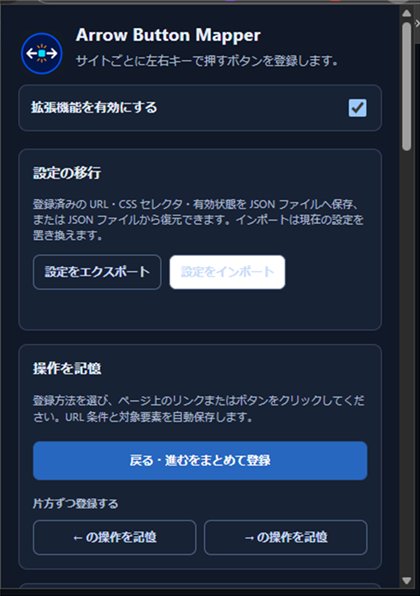 Arrow Button Mapper
サイトごとに左右キーで押すボタンを登録します。
拡張機能を有効にする
設定の移行
登録済みの URL・CSS セレクタ・有効状態を JSON ファイルへ保存、
または JSON ファイルから復元できます。インポートは現在の設定を
置き換えます。
設定をエクスポート
設定をインポート
操作を記憶
登録方法を選び、ページ上のリンクまたはボタンをクリックしてくだ
さい。URL 条件と対象要素を自動保存します。
戻る・進むをまとめて登録
片方ずつ登録する
← の操作を記憶
→ の操作を記憶